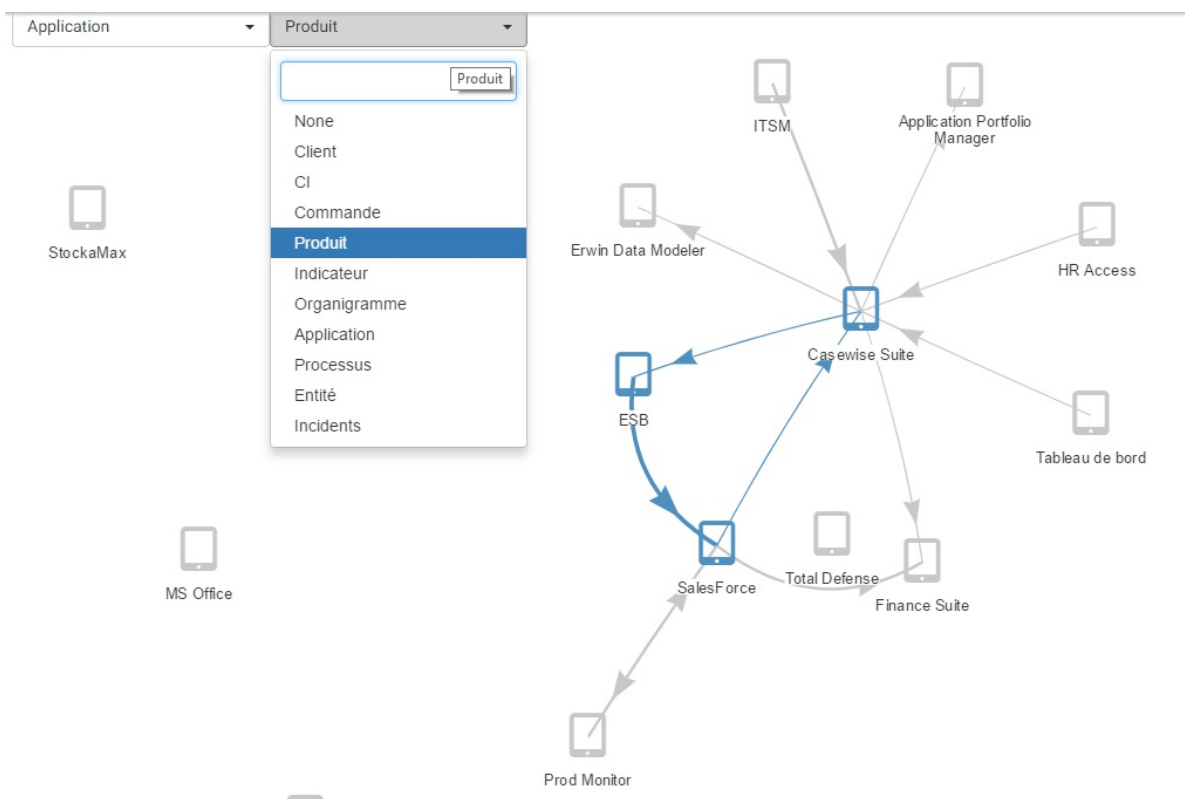 Application
Produit
Produit
None
Client
CI
Commande
Produit
Indicateur
Organigramme
Application
Processus
Entité
Incidents
StockaMax
MS Office
ITSM
Application Portfolio
Manager
Erwin Data Modeler
HR Access
Casewise Suite
ESB
Tableau de bord
SalesForce
Total Defense
Finance Suite
Prod Monitor